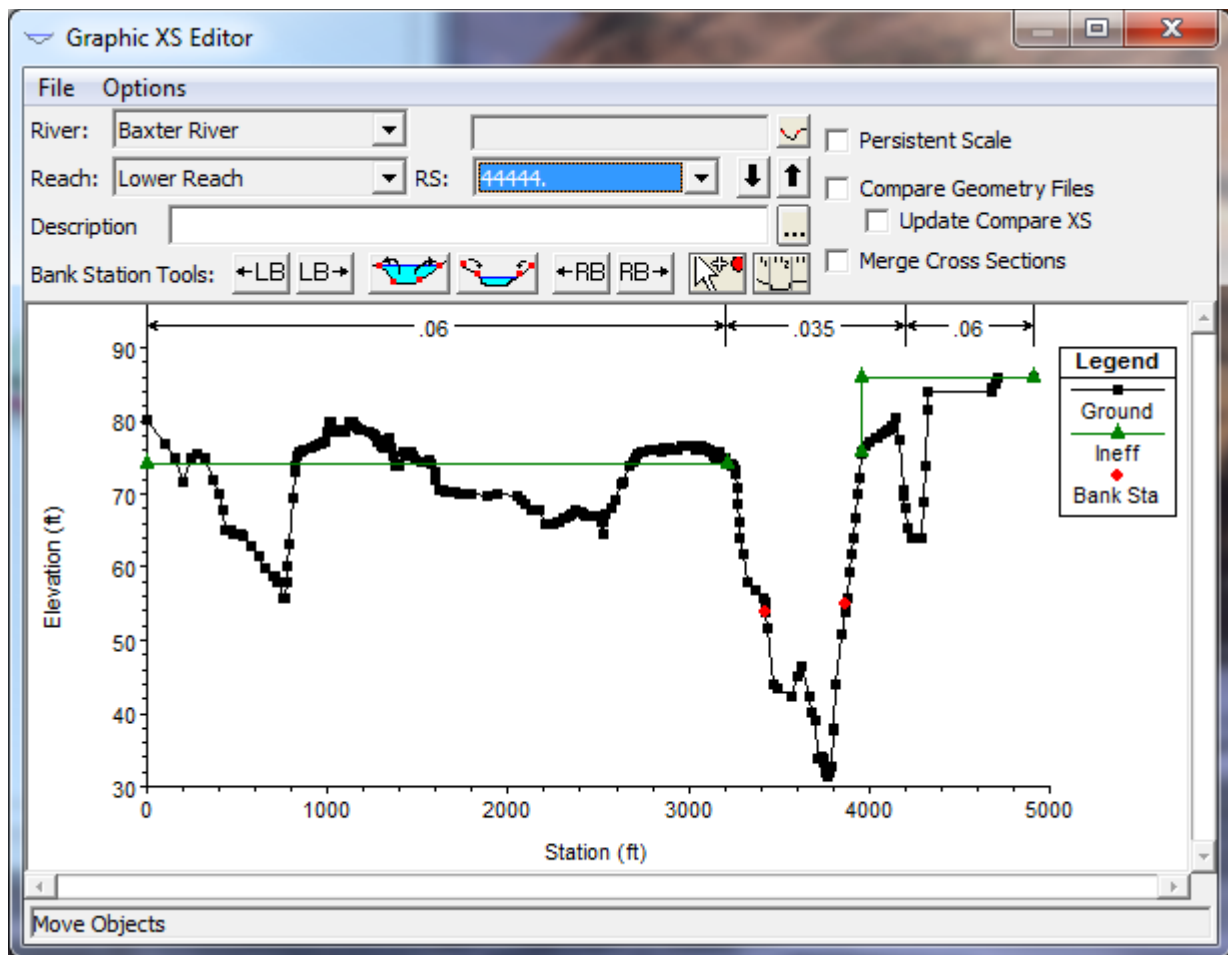 Graphic XS Editor
File Options
River: Baxter River
Persistent Scale
Reach: Lower Reach RS: 44444.
Compare Geometry Files
Description ...
Update Compare XS
Bank Station Tools: LB LB RB RB
Merge Cross Sections
.06 .035 .06
90
80
70
60
50
40
30
Elevation (ft)
0 1000 2000 3000 4000 5000
Station (ft)
Legend
Ground
Ineff
Bank Sta
Move Objects